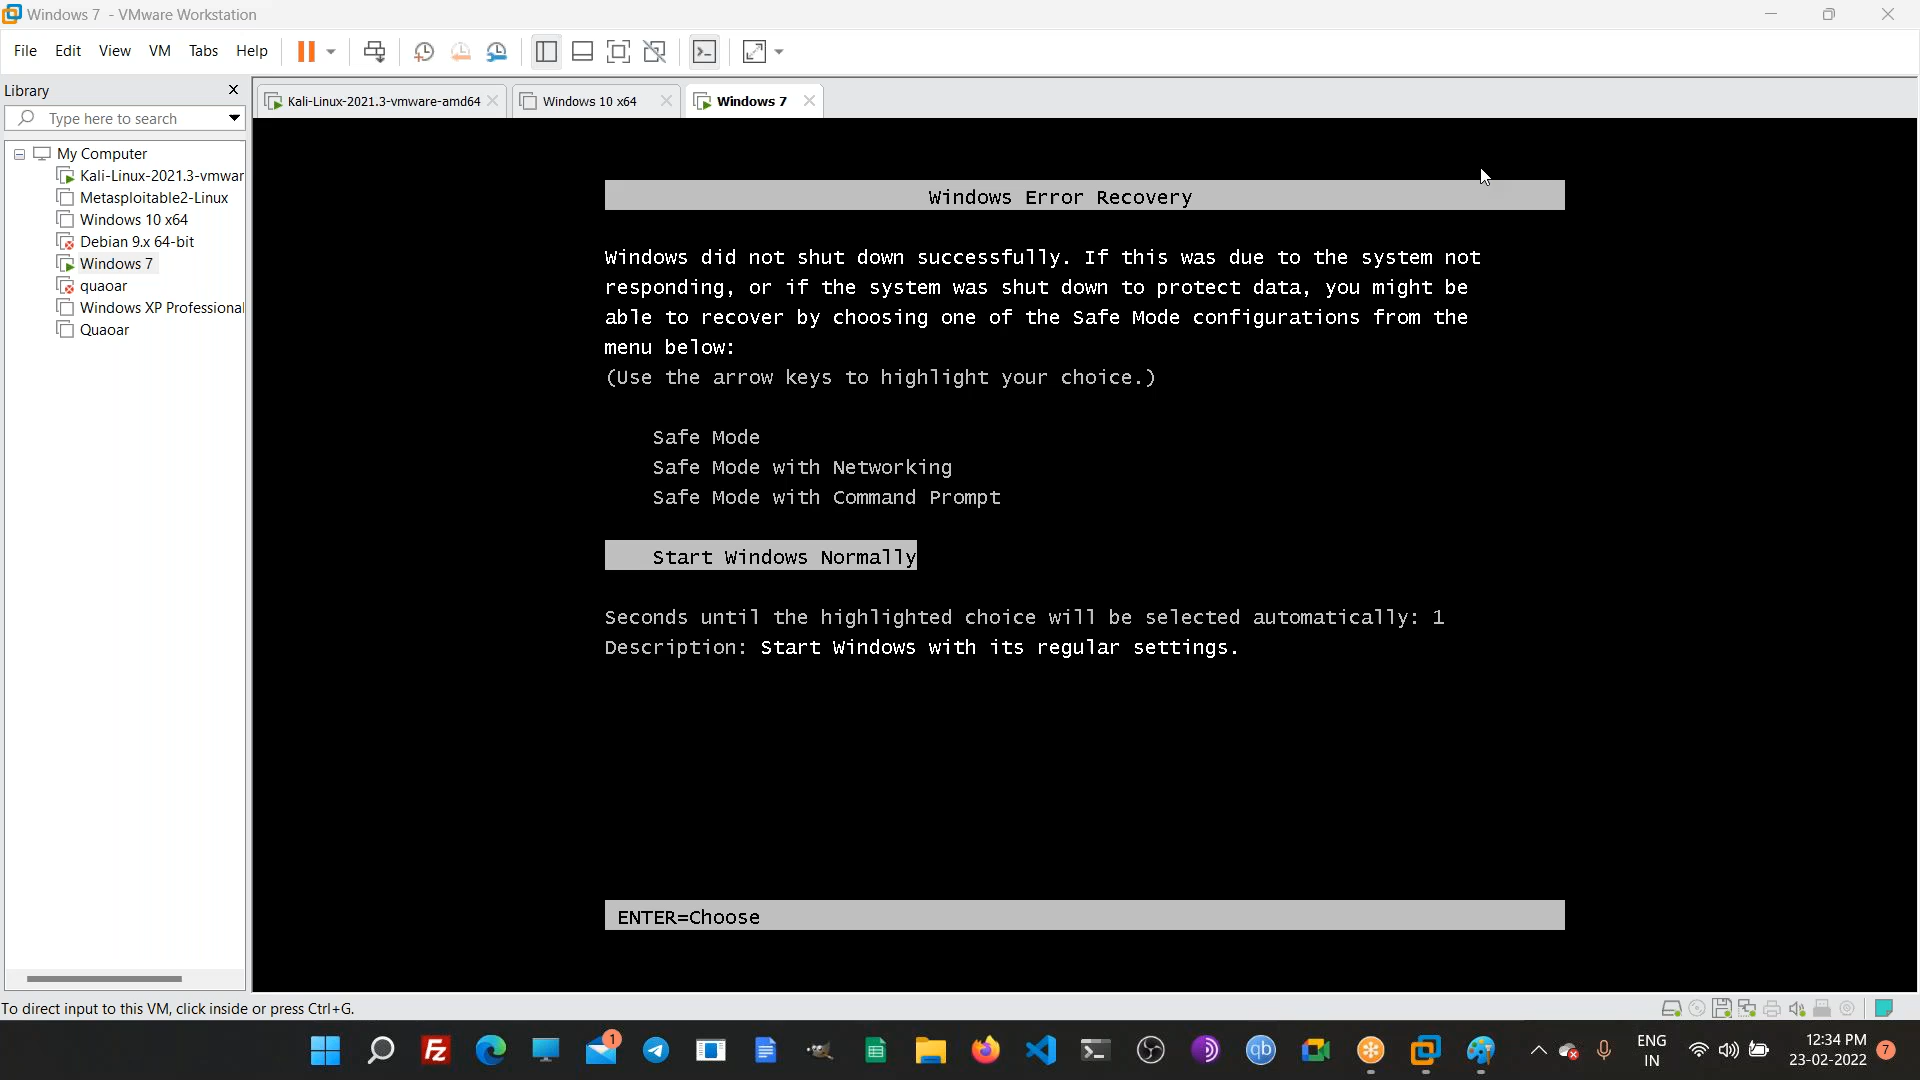 Windows 7 - VMware Workstation
File Edit View VM Tabs Help
Library
Type here to search
My Computer
Kali-Linux-2021.3-vmwar
Metasploitable2-Linux
Windows 10 x64
Debian 9.x 64-bit
Windows 7
quaoar
Windows XP Professional
Quaoar
Kali-Linux-2021.3-vmware-amd64 Windows 10 x64 Windows 7
Windows Error Recovery
Windows did not shut down successfully. If this was due to the system not
responding, or if the system was shut down to protect data, you might be
able to recover by choosing one of the Safe Mode configurations from the
menu below:
(Use the arrow keys to highlight your choice.)
Safe Mode
Safe Mode with Networking
Safe Mode with Command Prompt
Start Windows Normally
Seconds until the highlighted choice will be selected automatically: 1
Description: Start Windows with its regular settings.
ENTER=Choose
To direct input to this VM, click inside or press Ctrl+G.
Fz
1
qb
ENG
IN
12:34 PM
23-02-2022
7